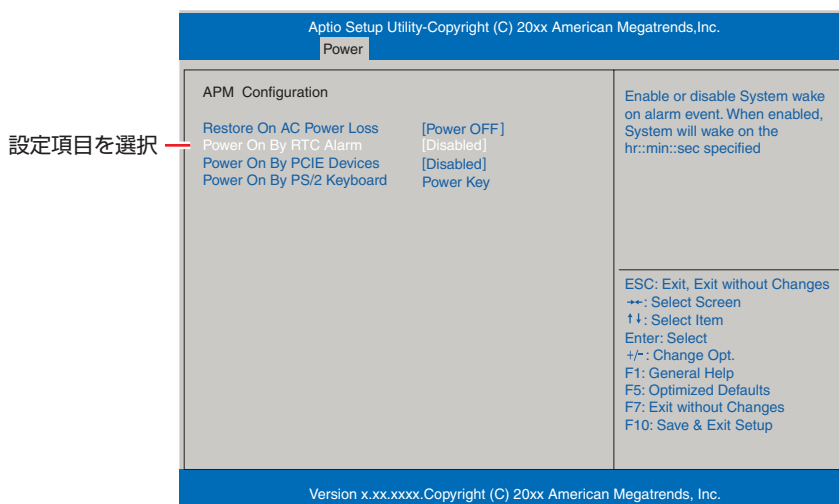 Aptio Setup Utility-Copyright (C) 20xx American Megatrends,Inc.
Power
APM Configuration
Restore On AC Power Loss [Power OFF]
設定項目を選択
Power On By RTC Alarm [Disabled]
Power On By PCIE Devices [Disabled]
Power On By PS/2 Keyboard Power Key
Enable or disable System wake
on alarm event. When enabled,
System will wake on the
hr::min::sec specified
ESC: Exit, Exit without Changes
→←: Select Screen
↑↓: Select Item
Enter: Select
+/-: Change Opt.
F1: General Help
F5: Optimized Defaults
F7: Exit without Changes
F10: Save & Exit Setup
Version x.xx.xxxx.Copyright (C) 20xx American Megatrends, Inc.